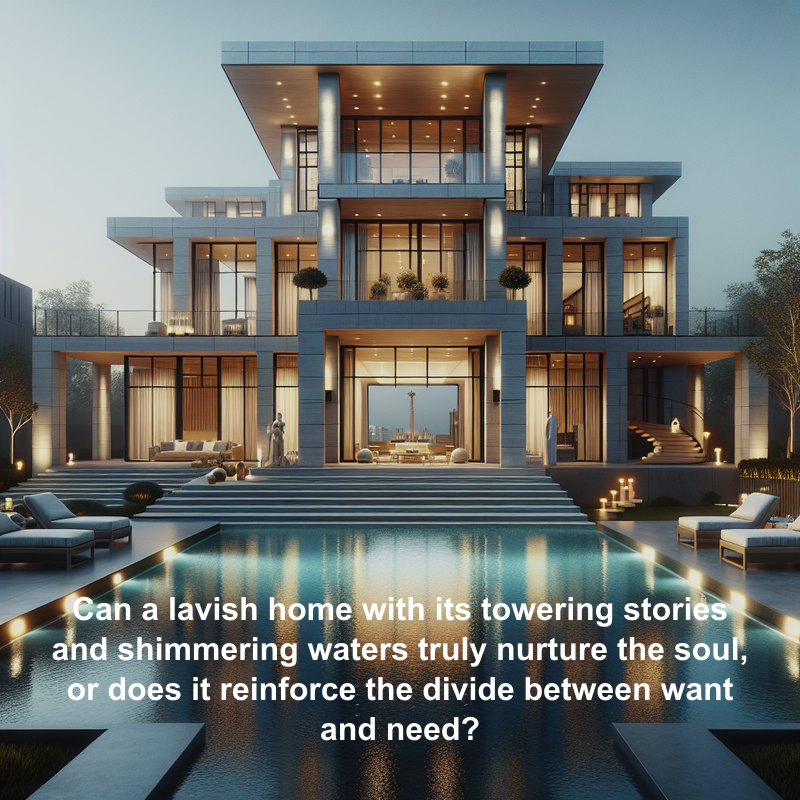 Can a lavish home with its towering stories
and shimmering waters truly nurture the soul,
or does it reinforce the divide between want
and need?